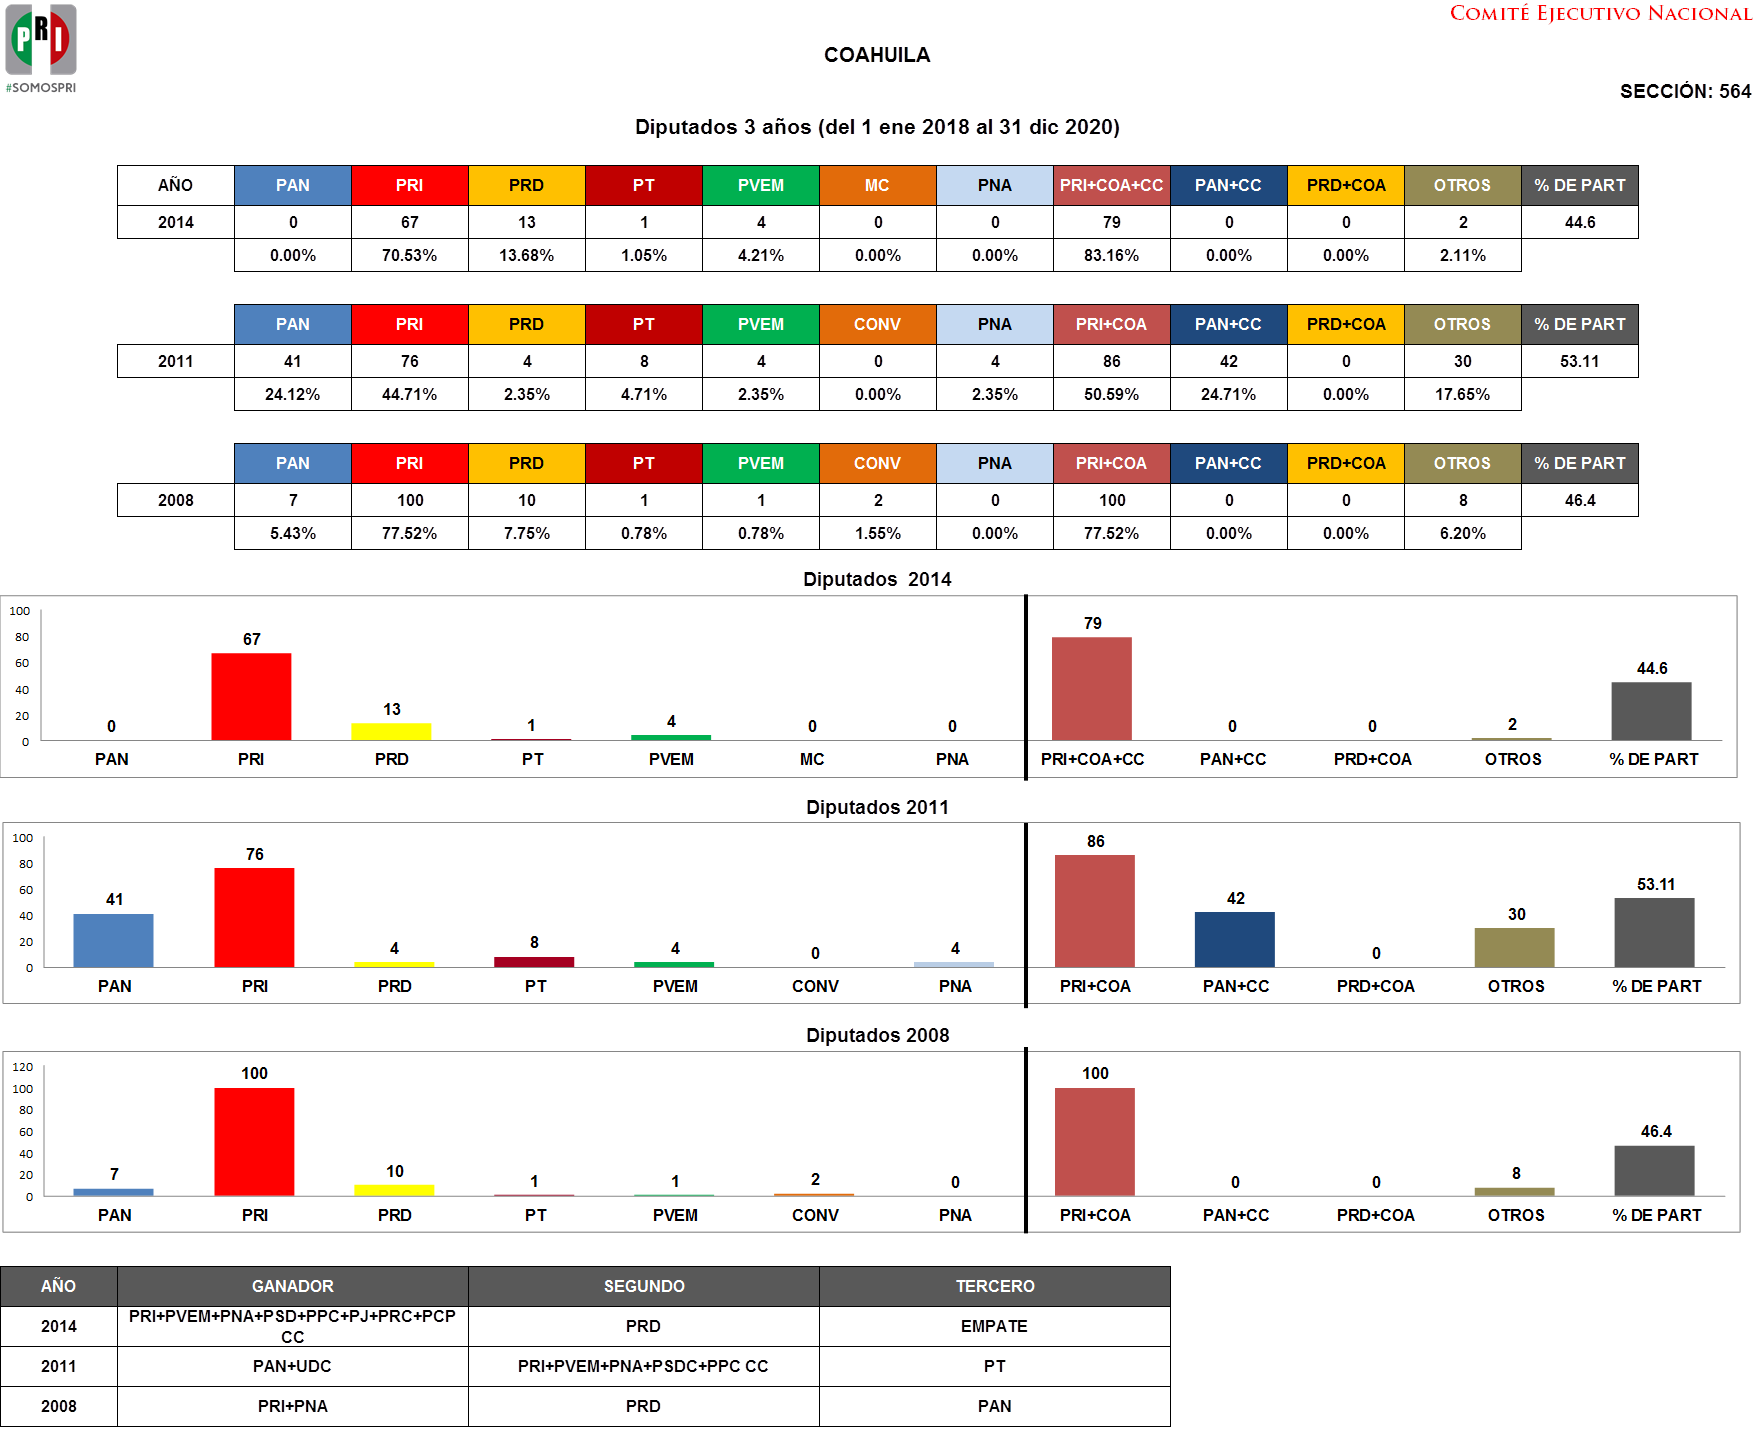 PRI
#SOMOSPRI
COMITÉ EJECUTIVO NACIONAL
COAHUILA
SECCIÓN: 564
Diputados 3 años (del 1 ene 2018 al 31 dic 2020)
AÑO PAN PRI PRD PT PVEM MC PNA PRI+COA+CC PAN+CC PRD+COA OTROS % DE PART
2014 0 67 13 1 4 0 0 79 0 0 2 44.6
0.00% 70.53% 13.68% 1.05% 4.21% 0.00% 0.00% 83.16% 0.00% 0.00% 2.11%
PAN PRI PRD PT PVEM CONV PNA PRI+COA PAN+CC PRD+COA OTROS % DE PART
2011 41 76 4 8 4 0 4 86 42 0 30 53.11
24.12% 44.71% 2.35% 4.71% 2.35% 0.00% 2.35% 50.59% 24.71% 0.00% 17.65%
PAN PRI PRD PT PVEM CONV PNA PRI+COA PAN+CC PRD+COA OTROS % DE PART
2008 7 100 10 1 1 2 0 100 0 0 8 46.4
5.43% 77.52% 7.75% 0.78% 0.78% 1.55% 0.00% 77.52% 0.00% 0.00% 6.20%
Diputados 2014
100
80
60
40
20
0
0 67 13 1 4 0 0 79 0 0 2 44.6
PAN PRI PRD PT PVEM MC PNA PRI+COA+CC PAN+CC PRD+COA OTROS % DE PART
Diputados 2011
100
80
60
40
20
0
41 76 4 8 4 0 4 86 42 0 30 53.11
PAN PRI PRD PT PVEM CONV PNA PRI+COA PAN+CC PRD+COA OTROS % DE PART
Diputados 2008
120
100
80
60
40
20
0
7 100 10 1 1 2 0 100 0 0 8 46.4
PAN PRI PRD PT PVEM CONV PNA PRI+COA PAN+CC PRD+COA OTROS % DE PART
AÑO GANADOR SEGUNDO TERCERO
2014 PRI+PVEM+PNA+PSD+PPC+PJ+PRC+PCP CC PRD EMPATE
2011 PAN+UDC PRI+PVEM+PNA+PSDC+PPC CC PT
2008 PRI+PNA PRD PAN